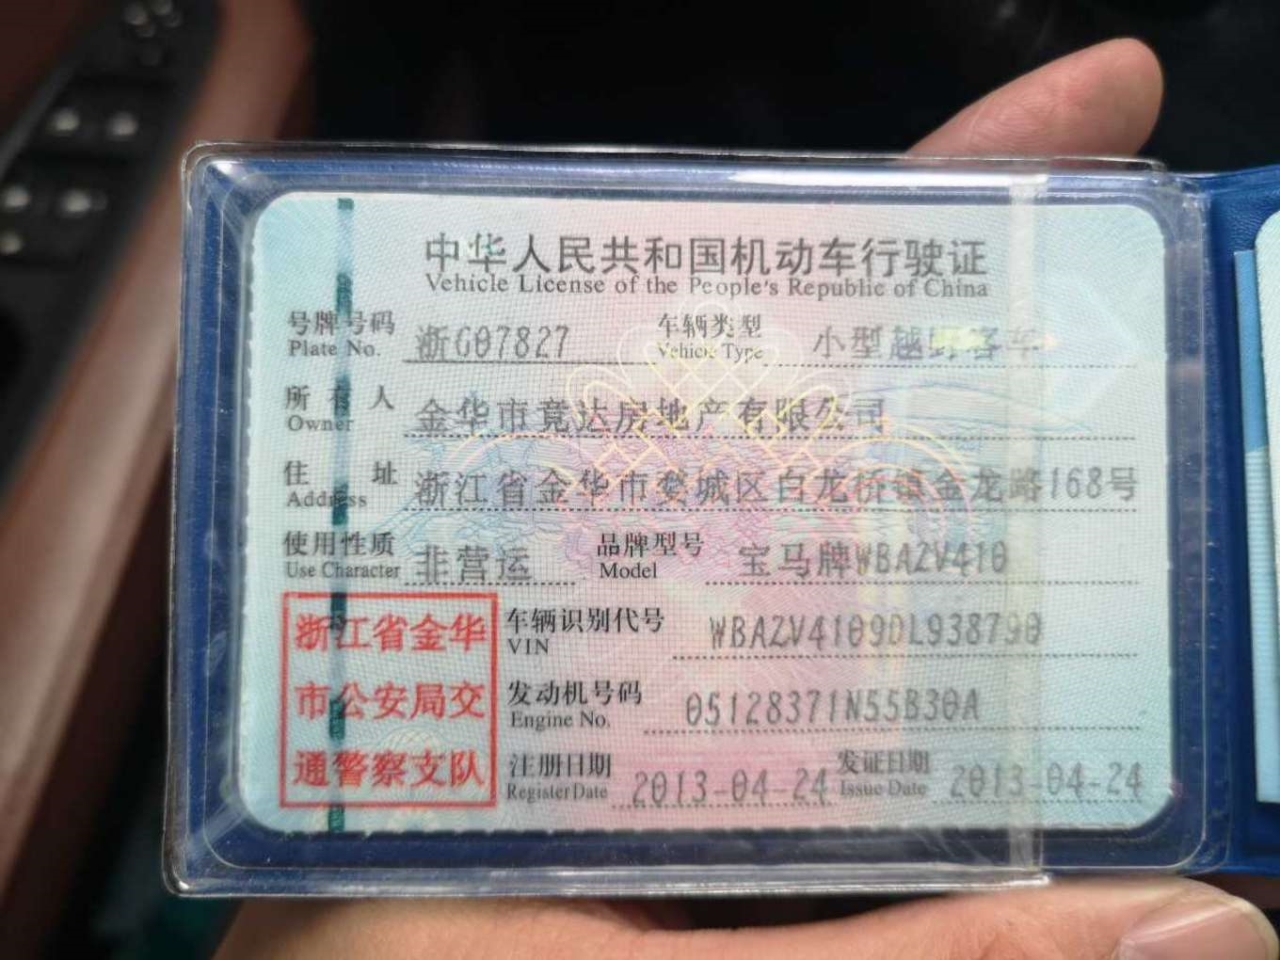 中华人民共和国机动车行驶证
Vehicle License of the People's Republic of China
号牌号码 浙G07827 车辆类型 小型越野客车
Plate No. Vehicle Type
所有人 金华市竟达房地产有限公司
Owner
住址 浙江省金华市婺城区白龙桥镇金龙路168号
Address
使用性质 非营运 品牌型号 宝马牌WBAZV410
Use Character Model
浙江省金华
市公安局交
通警察支队
车辆识别代号 WBAZV4109DL938790
VIN
发动机号码 05128371N55B30A
Engine No.
注册日期 2013-04-24 发证日期 2013-04-24
Register Date Issue Date